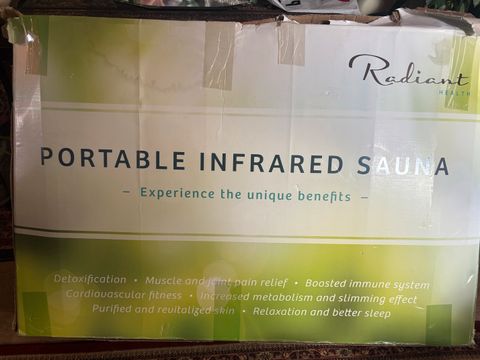 Radiant
HEALTH
PORTABLE INFRARED SAUNA
– Experience the unique benefits –
Detoxification • Muscle and joint pain relief • Boosted immune system
Cardiovascular fitness • Increased metabolism and slimming effect
Purified and revitalized skin • Relaxation and better sleep